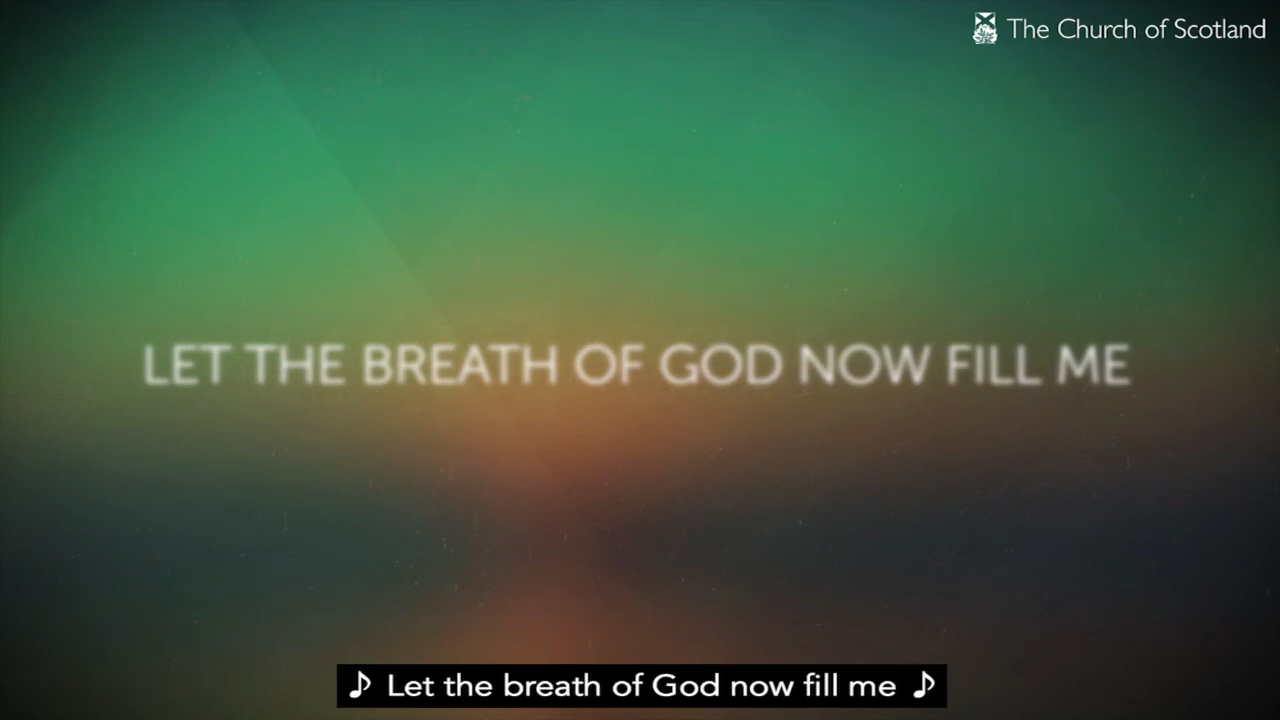 The Church of Scotland
LET THE BREATH OF GOD NOW FILL ME
♪ Let the breath of God now fill me ♪